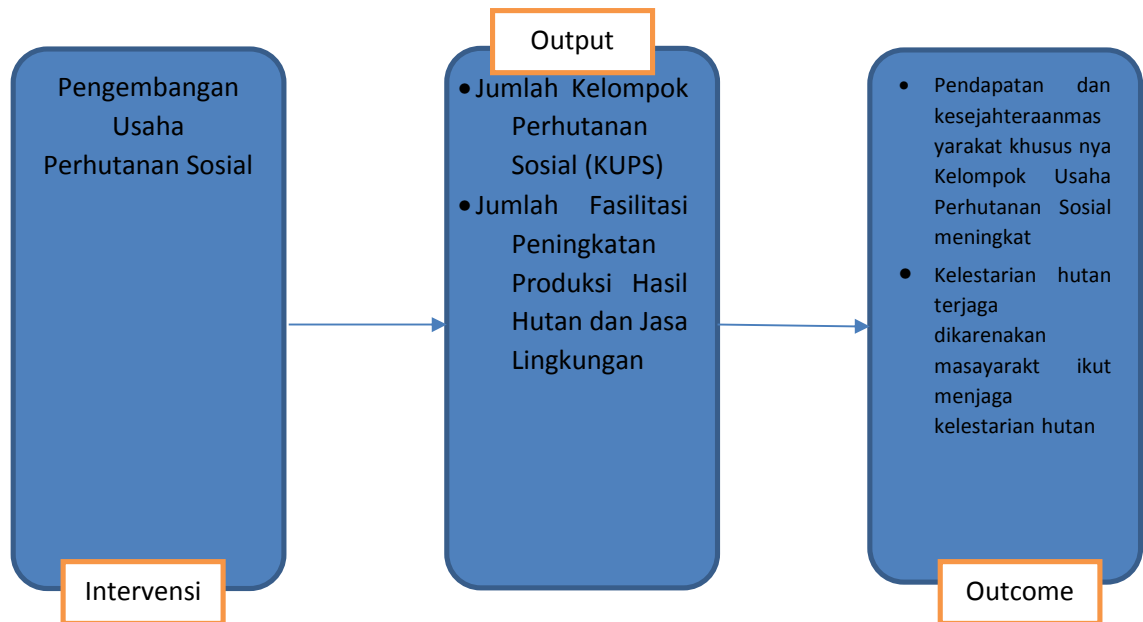 Pengembangan
Usaha
Perhutanan Sosial
Intervensi
Output
• Jumlah Kelompok
Perhutanan
Sosial (KUPS)
• Jumlah Fasilitasi
Peningkatan
Produksi Hasil
Hutan dan Jasa
Lingkungan
• Pendapatan dan
kesejahteraanmas
yarakat khusus nya
Kelompok Usaha
Perhutanan Sosial
meningkat
• Kelestarian hutan
terjaga
dikarenakan
masayarakt ikut
menjaga
kelestarian hutan
Outcome